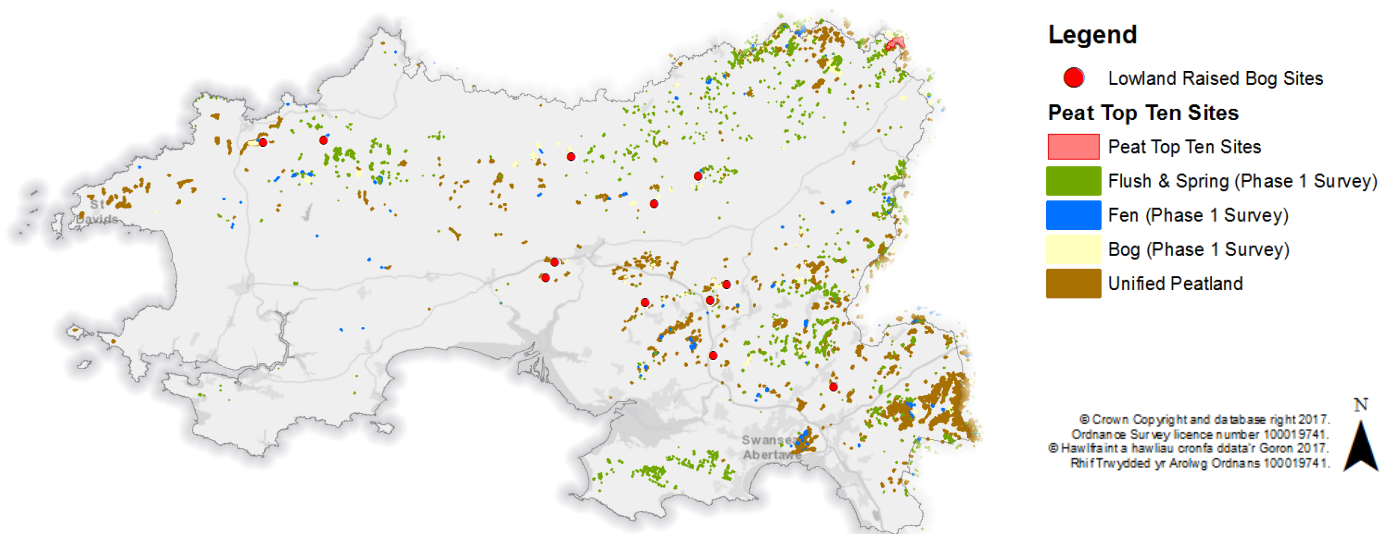 St
Davids
Swansea
Abertawe
Legend
Lowland Raised Bog Sites
Peat Top Ten Sites
Peat Top Ten Sites
Flush & Spring (Phase 1 Survey)
Fen (Phase 1 Survey)
Bog (Phase 1 Survey)
Unified Peatland
N
© Crown Copyright and database right 2017.
Ordnance Survey licence number 100019741.
© Hawlfraint a hawliau cronfa ddata'r Goron 2017.
Rhif Trwydded yr Arolwg Ordnans 100019741.